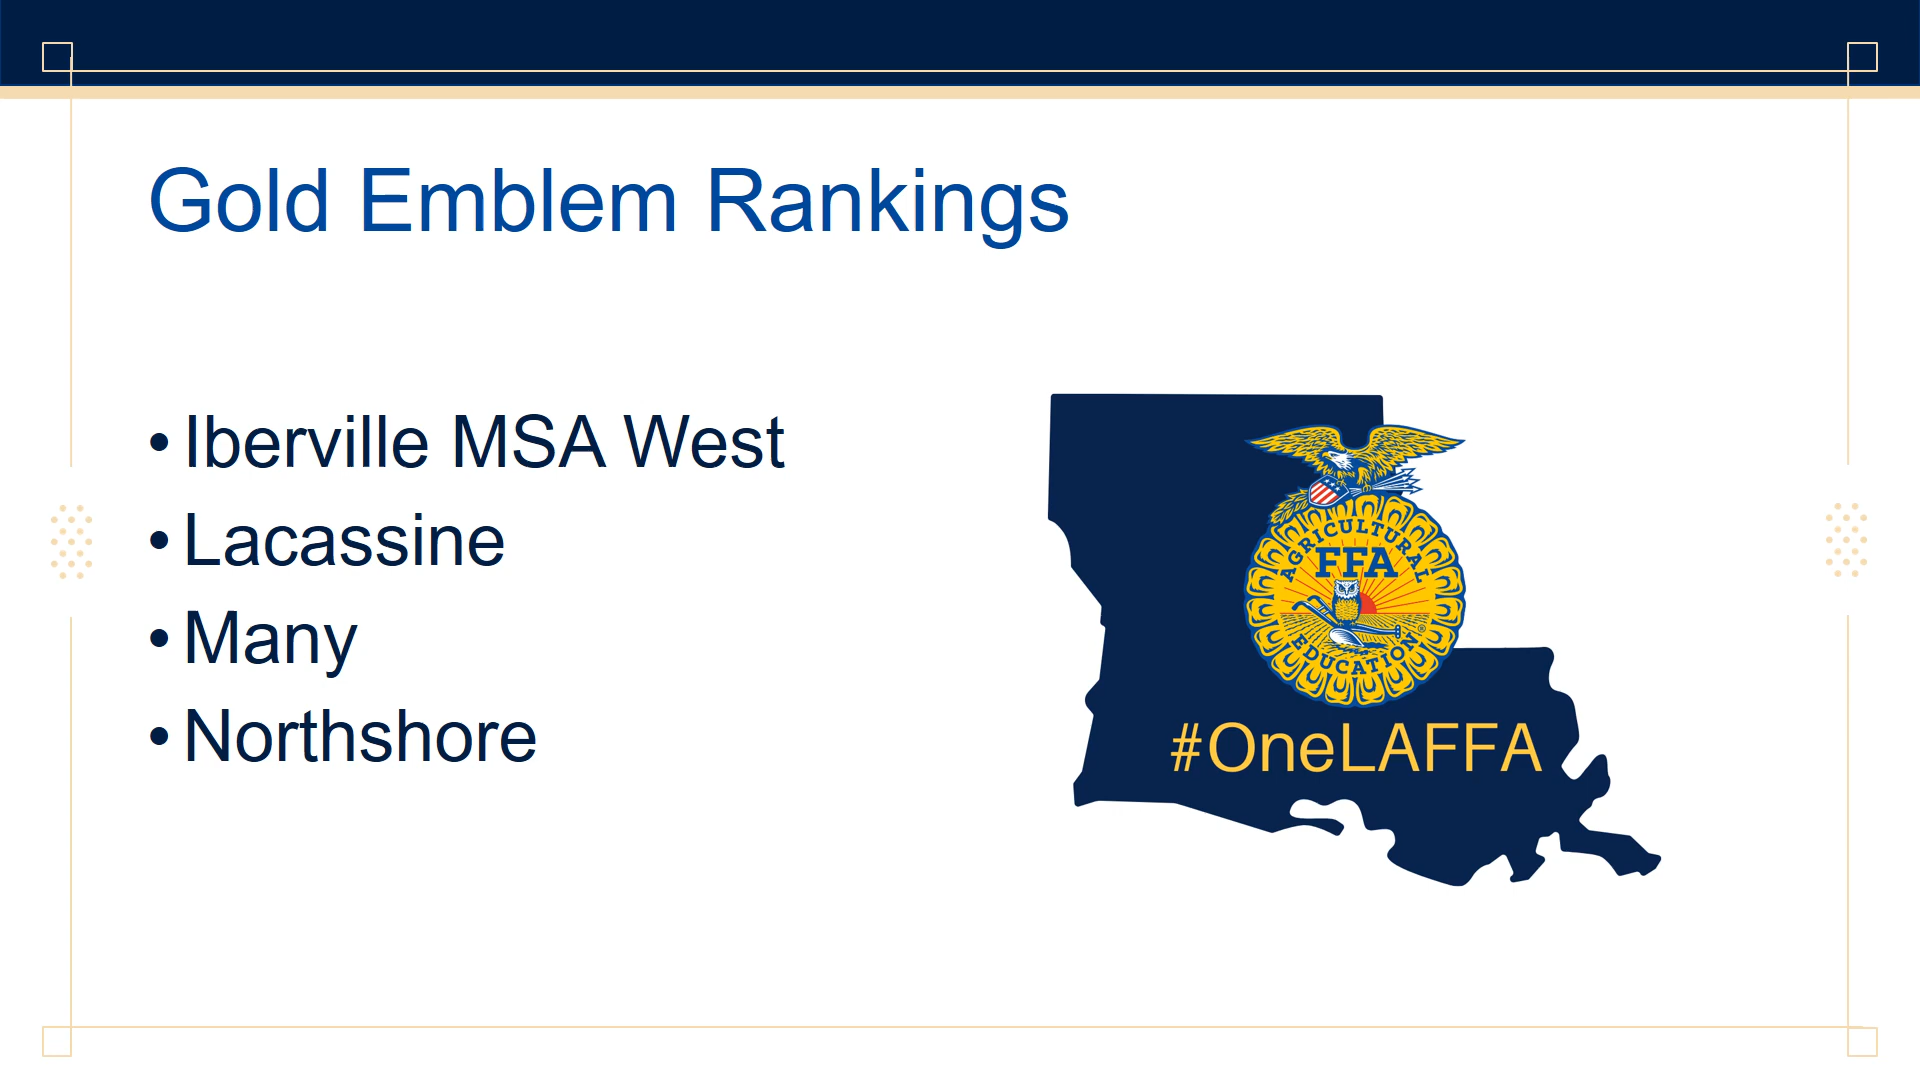 Gold Emblem Rankings
• Iberville MSA West
• Lacassine
• Many
• Northshore
AGRICULTURAL
FFA
EDUCATION®
#OneLAFFA